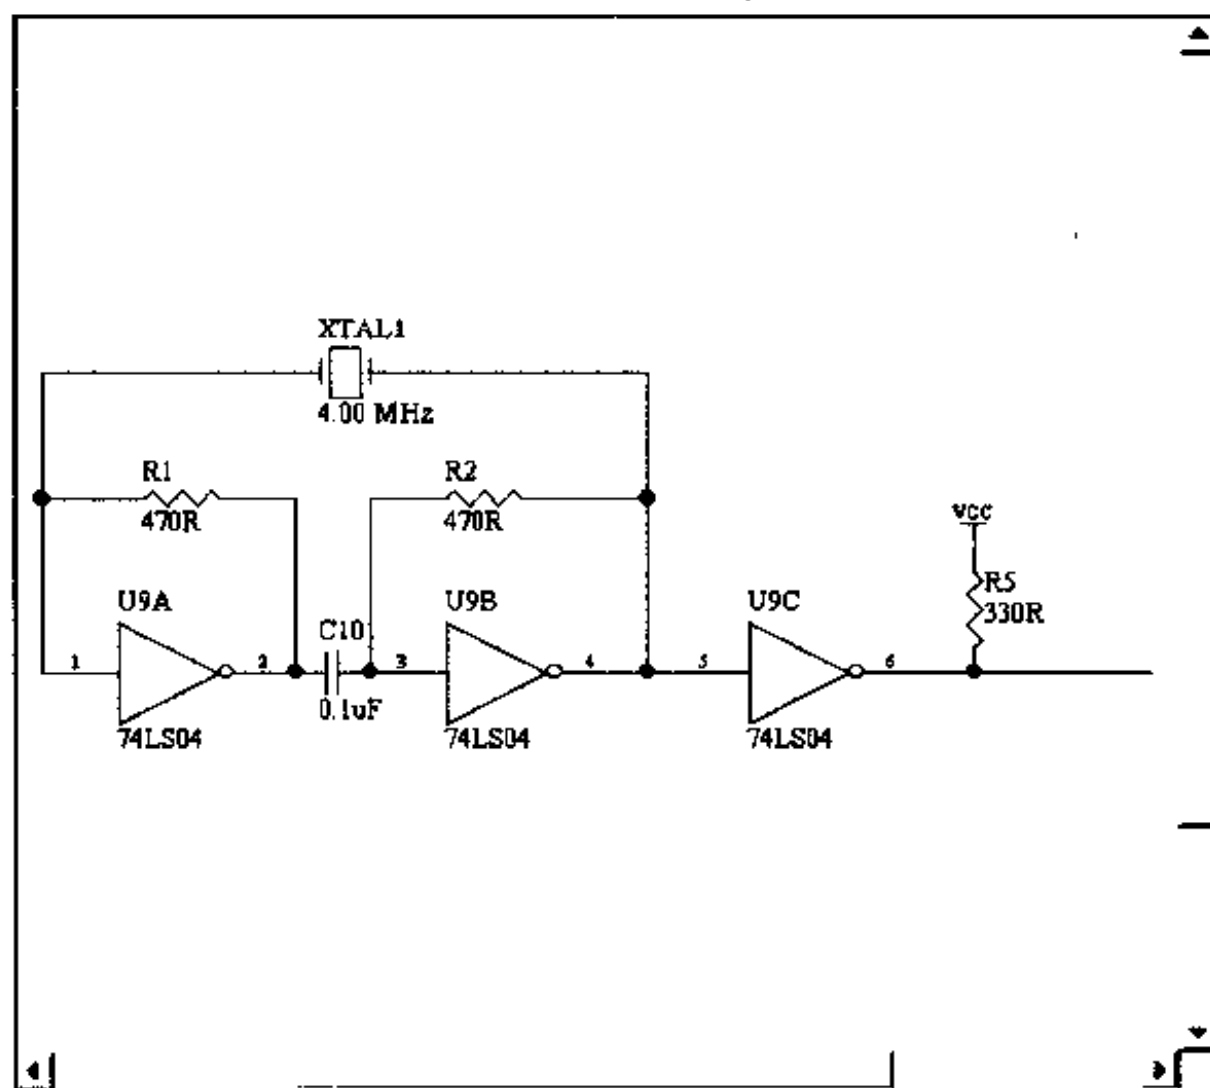 XTAL1
4.00 MHz
R1
470R
R2
470R
VCC
R5
330R
U9A
C10
U9B
U9C
1
2
3
4
5
6
0.1uF
74LS04
74LS04
74LS04